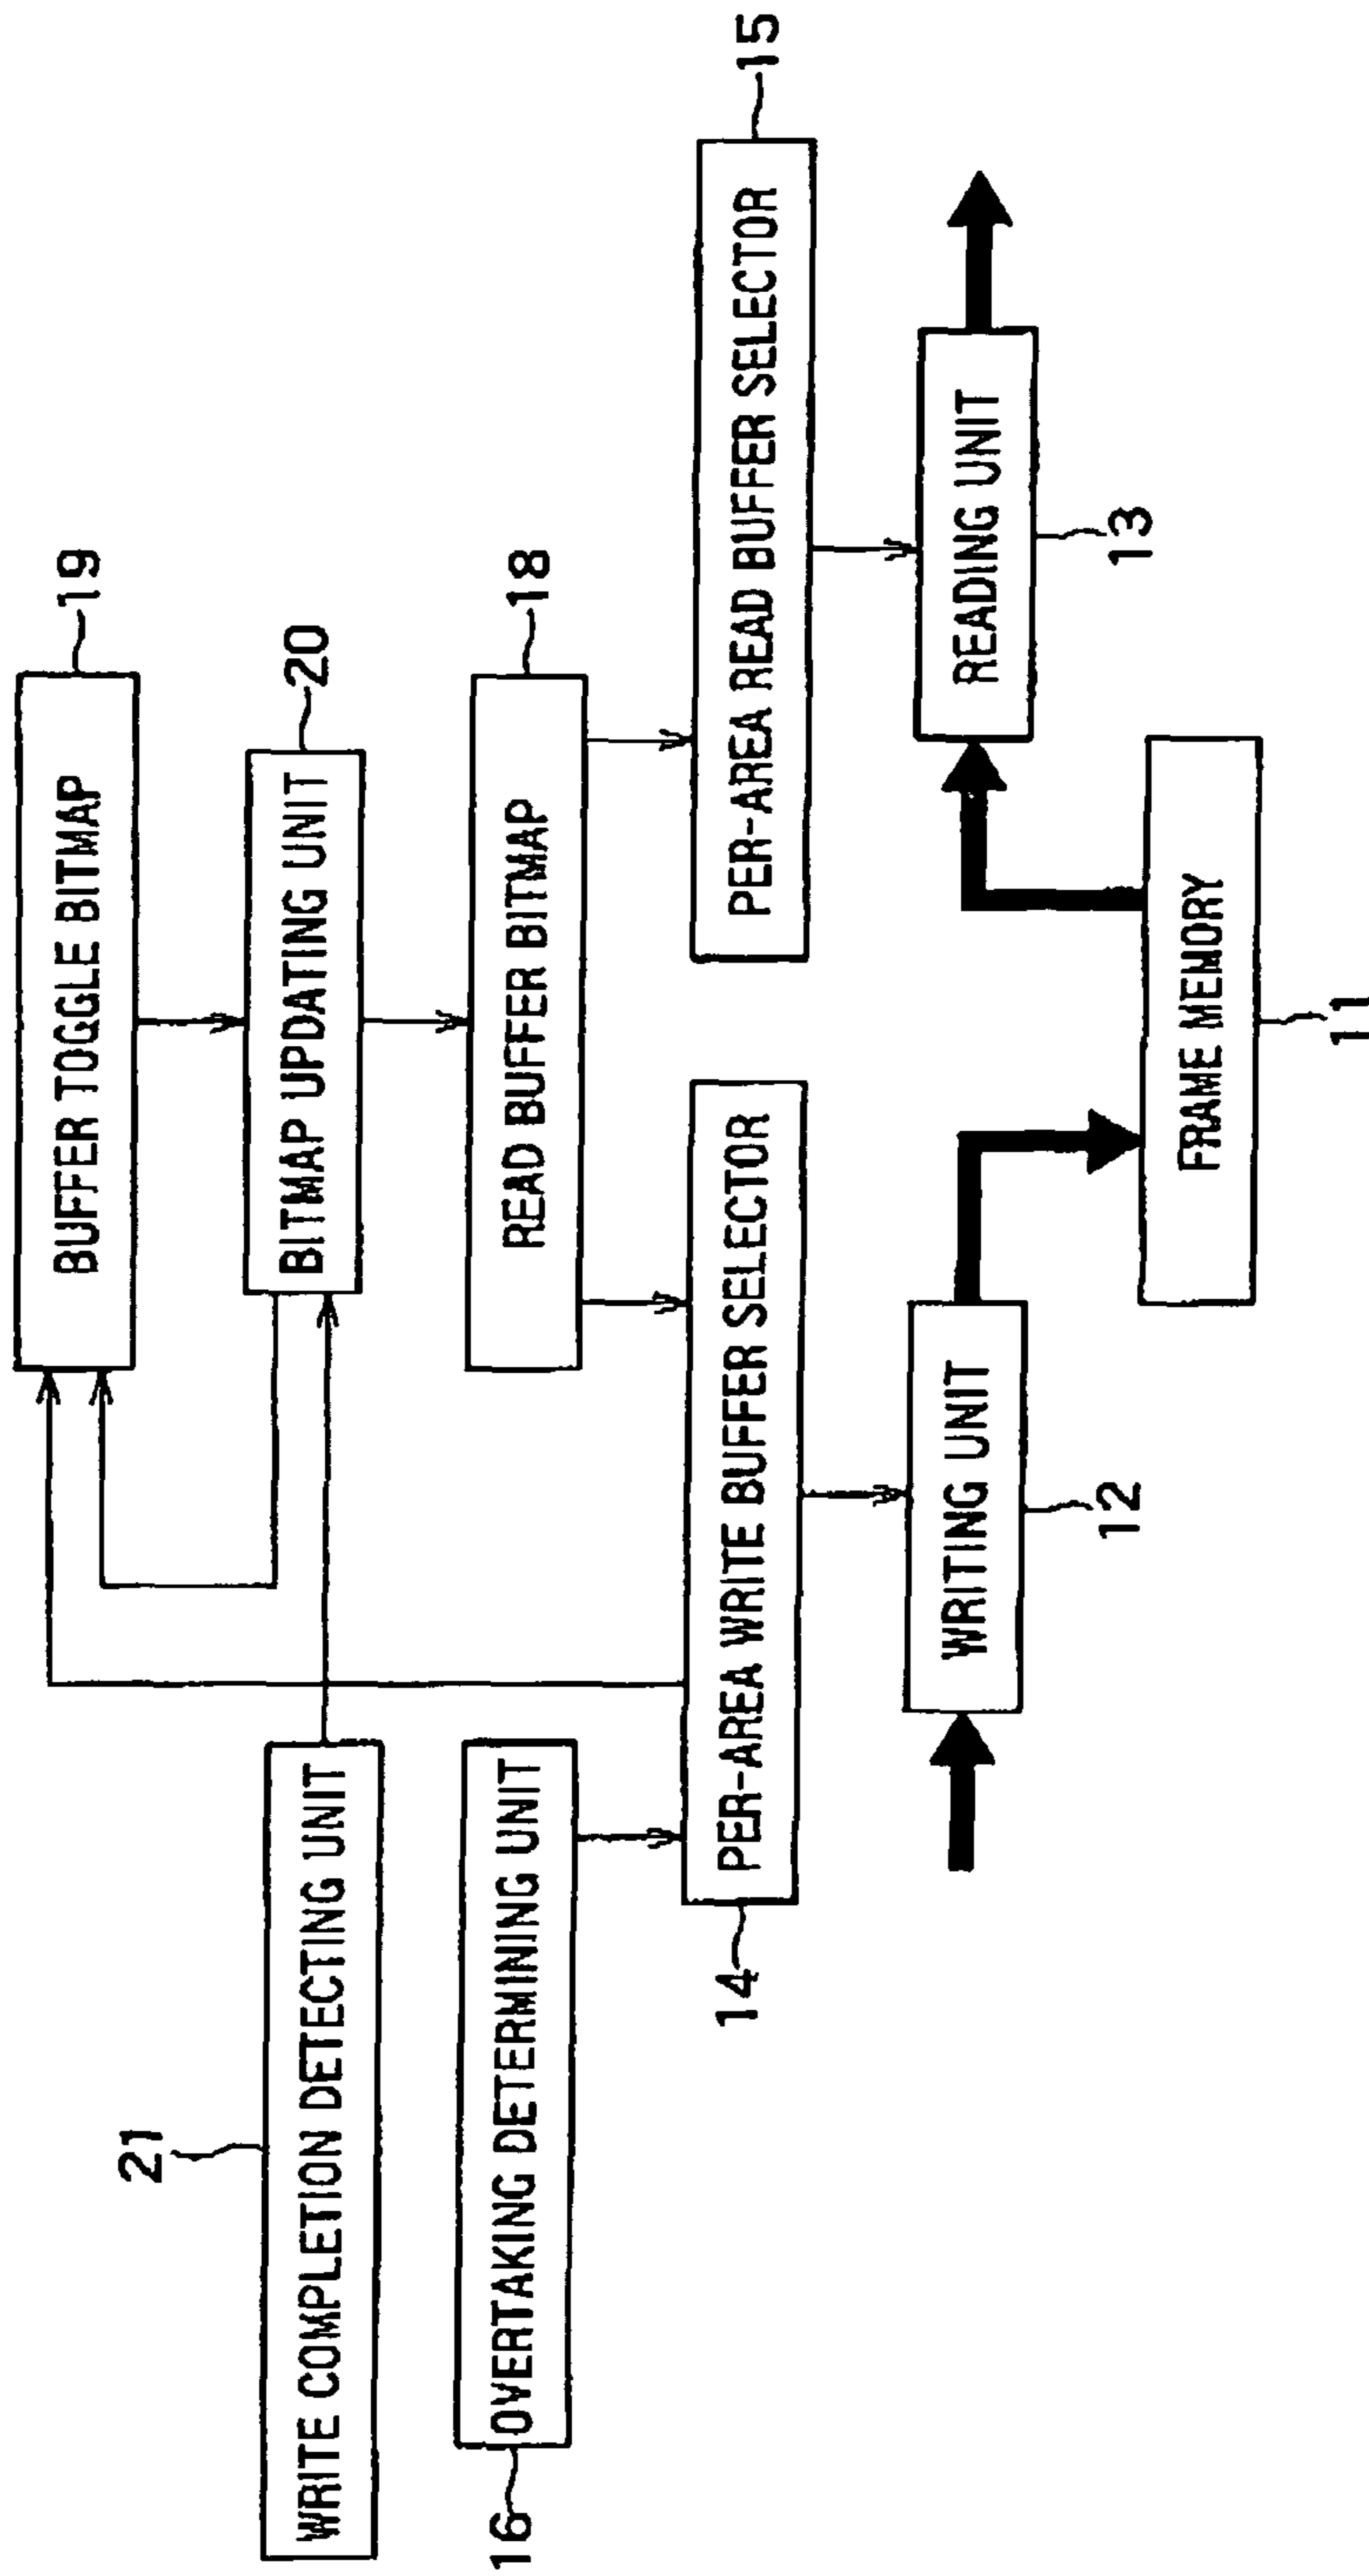 19
BUFFER TOGGLE BITMAP
20
BITMAP UPDATING UNIT
21
WRITE COMPLETION DETECTING UNIT
18
READ BUFFER BITMAP
16
OVERTAKING DETERMINING UNIT
15
PER-AREA READ BUFFER SELECTOR
14
PER-AREA WRITE BUFFER SELECTOR
READING UNIT
13
WRITING UNIT
12
FRAME MEMORY
11